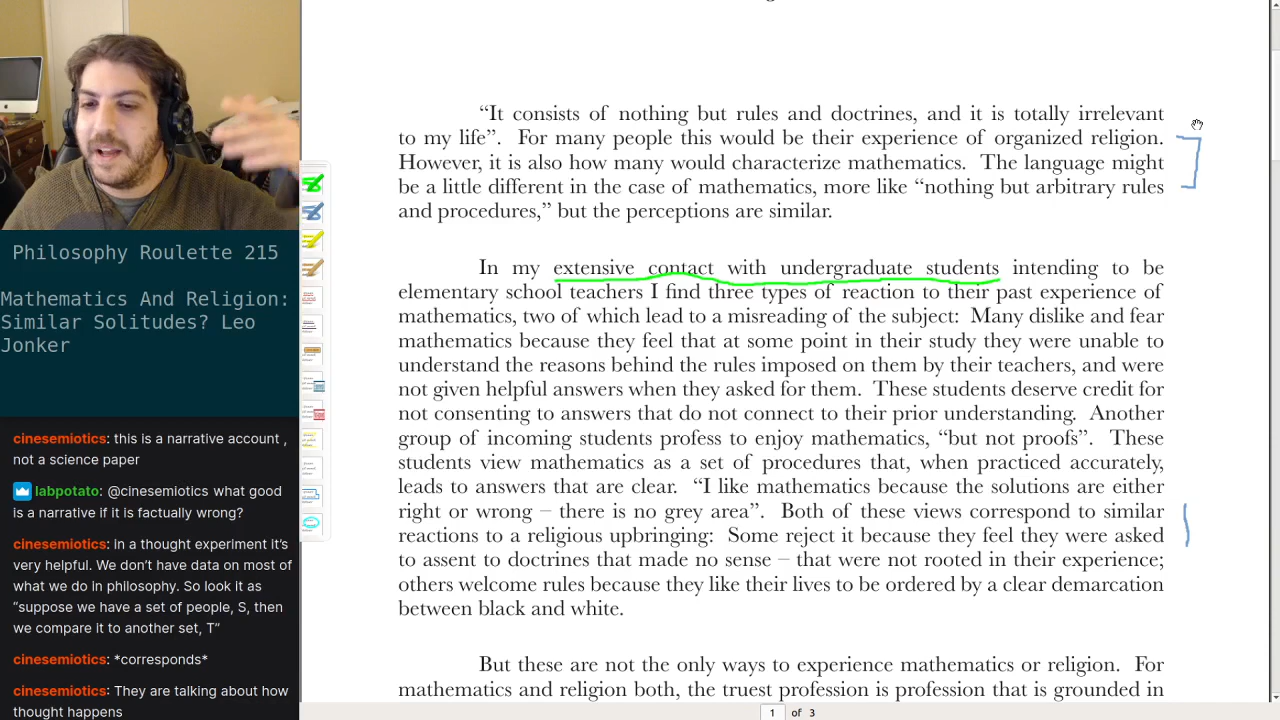 Philosophy Roulette 215
Mathematics And Religion:
Similar Solitudes? Leo
Jonker
cinesemiotics: this is a narrative account ,
not a science paper
labpotato: @cinesemiotics what good
is a narrative if it is factually wrong?
cinesemiotics: in a thought experiment it's
very helpful. We don't have data on most of
what we do in philosophy. So look it as
“suppose we have a set of people, S, then
we compare it to another set, T”
cinesemiotics: *corresponds*
cinesemiotics: They are talking about how
thought happens
“It consists of nothing but rules and doctrines, and it is totally irrelevant
to my life”. For many people this would be their experience of organized religion.
However, it is also how many would characterize mathematics. The language might
be a little different in the case of mathematics, more like “nothing but arbitrary rules
and procedures,” but the perceptions are similar.
In my extensive contact with undergraduate students intending to be
elementary school teachers I find three types of reaction to their past experience of
mathematics, two of which lead to a misreading of the subject: Many dislike and fear
mathematics because they find that at some point in their study they were unable to
understand the reasons behind the rules imposed on them by their teachers, and were
not given helpful answers when they asked for them. These students deserve credit for
not consenting to answers that do not connect to their prior understanding. Another
group of incoming students profess to enjoy mathematics “but not proofs”. These
students view mathematics as a set of procedures that, when practiced accurately,
leads to answers that are clear. “I like mathematics because the solutions are either
right or wrong – there is no grey area”. Both of these views correspond to similar
reactions to a religious upbringing: Some reject it because they felt they were asked
to assent to doctrines that made no sense – that were not rooted in their experience;
others welcome rules because they like their lives to be ordered by a clear demarcation
between black and white.
But these are not the only ways to experience mathematics or religion. For
mathematics and religion both, the truest profession is profession that is grounded in
1 of 3